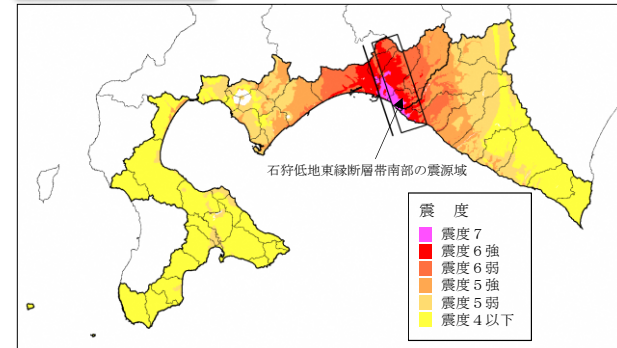 石狩低地東縁断層帯南部の震源域
震　度
震度７
震度６強
震度６弱
震度５強
震度５弱
震度４以下